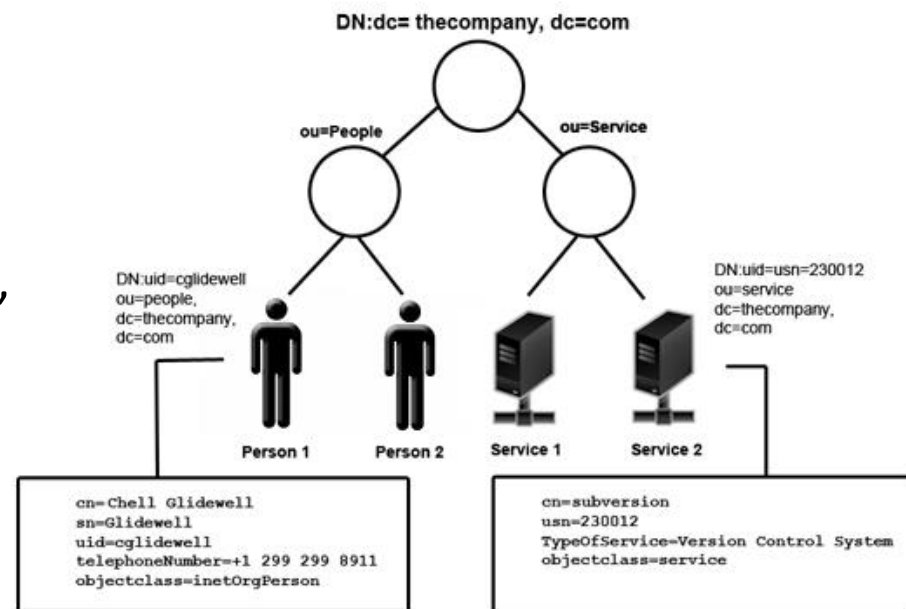 DN:dc= thecompany, dc=com
ou=People
ou=Service
DN:uid=cglidewell
ou=people,
dc=thecompany,
dc=com
DN:uid=usn=230012
ou=service
dc=thecompany,
dc=com
,
Person 1
Person 2
Service 1
Service 2
cn=Chell Glidewell
sn=Glidewell
uid=cglidewell
telephoneNumber=+1 299 299 8911
objectclass=inetOrgPerson
cn=subversion
usn=230012
TypeOfService=Version Control System
objectclass=service